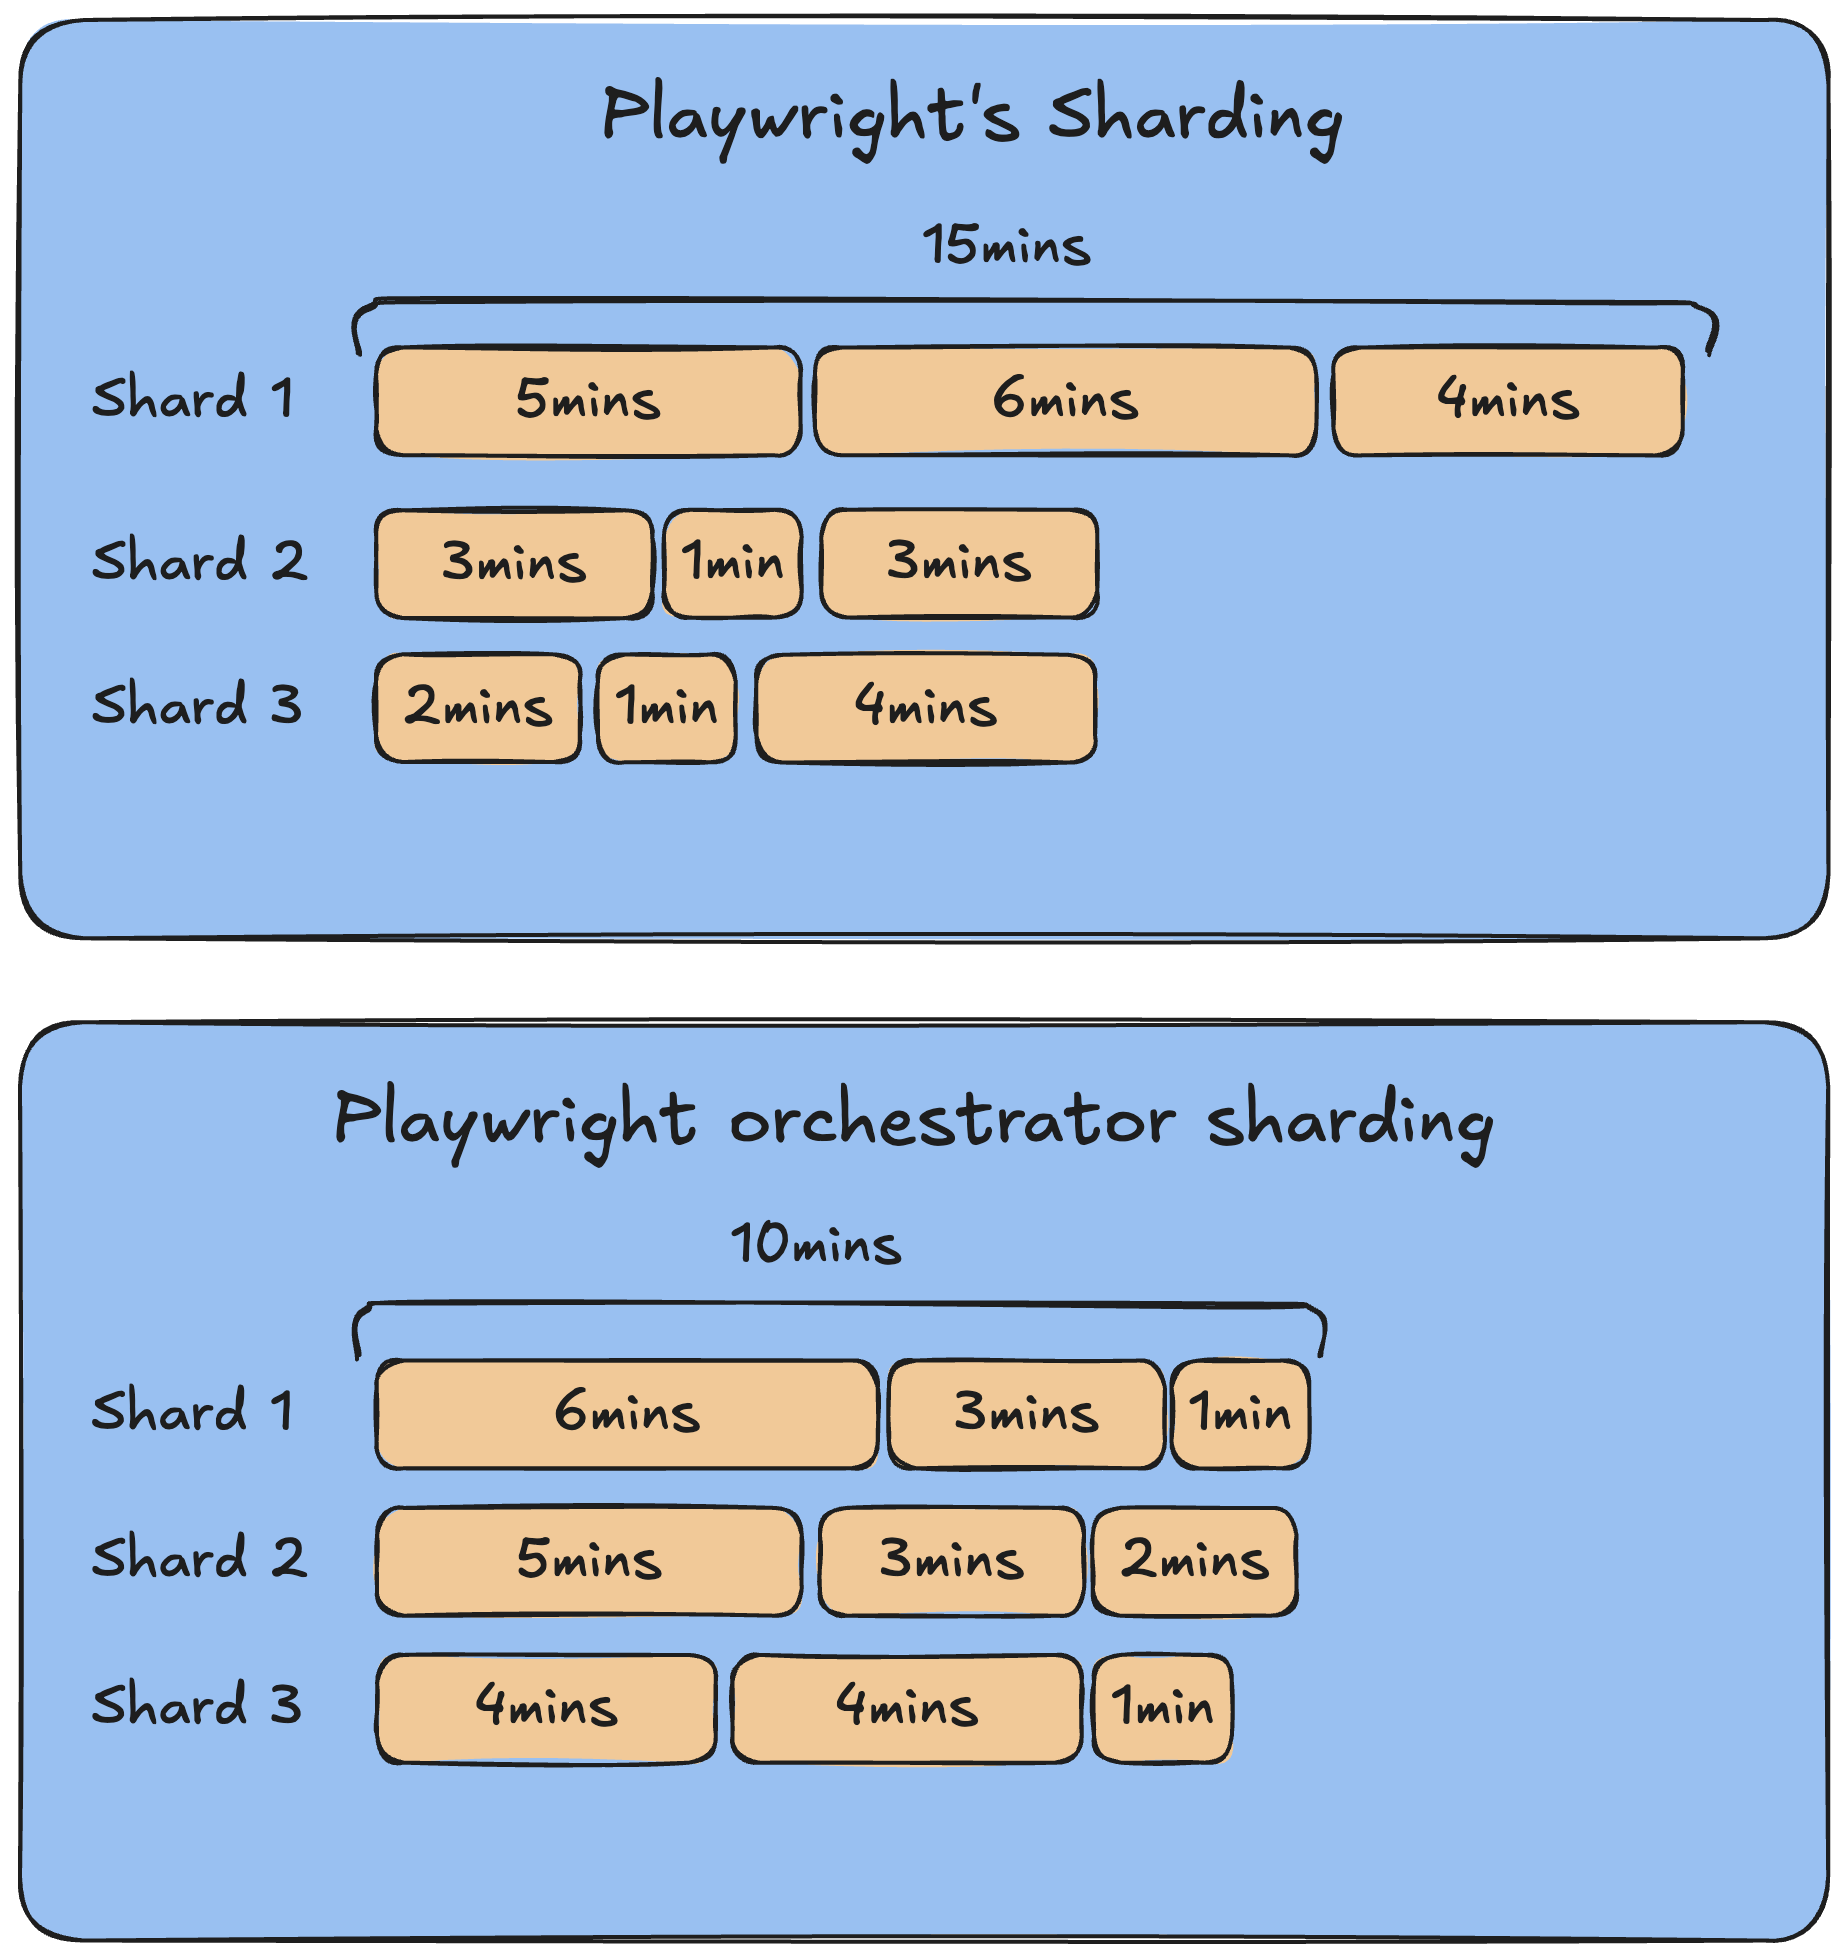 Playwright's Sharding
15mins
Shard 1 5mins 6mins 4mins
Shard 2 3mins 1min 3mins
Shard 3 2mins 1min 4mins
Playwright orchestrator sharding
10mins
Shard 1 6mins 3mins 1min
Shard 2 5mins 3mins 2mins
Shard 3 4mins 4mins 1min